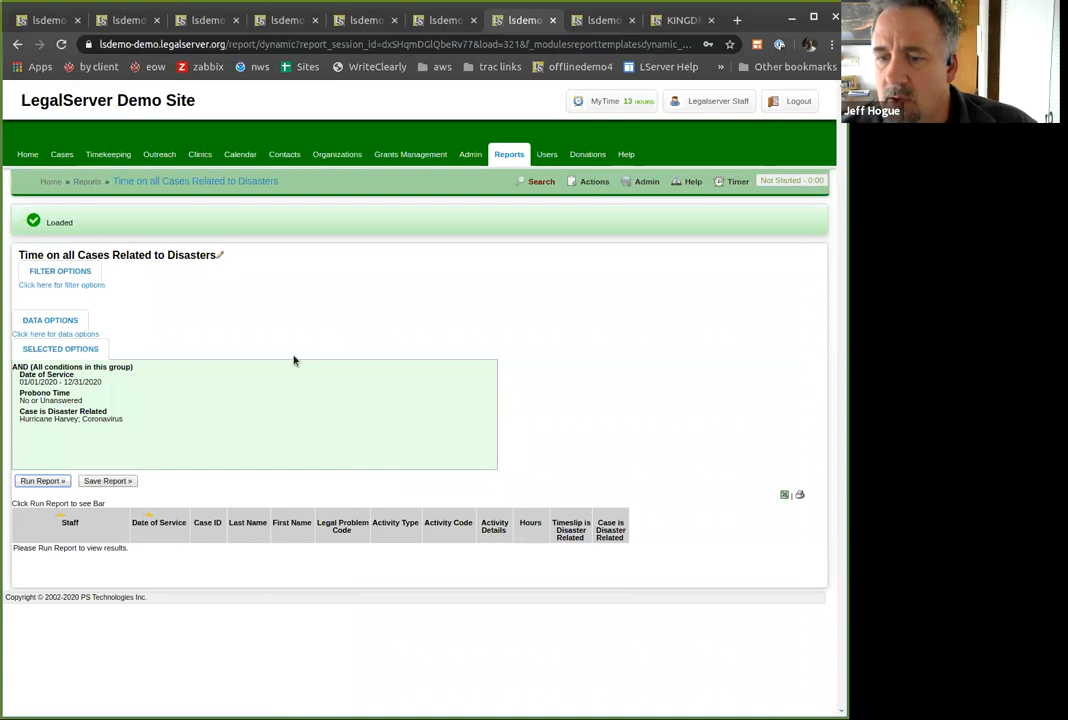 lsdemo lsdemo lsdemo lsdemo lsdemo lsdemo lsdemo lsdemo KINGDI
lsdemo-demo.legalserver.org/report/dynamic?report_session_id=dxSHqmDGlQbeRv77&load=321&f_modulesreporttemplatesdynamic_...
Apps by client eow zabbix nws Sites WriteClearly aws trac links offlinedemo4 LServer Help » Other bookmarks
Jeff Hogue
LegalServer Demo Site
MyTime 13 HOURS Legalserver Staff Logout
Home Cases Timekeeping Outreach Clinics Calendar Contacts Organizations Grants Management Admin Reports Users Donations Help
Home » Reports » Time on all Cases Related to Disasters Search Actions Admin Help Timer Not Started - 0:00
Loaded
Time on all Cases Related to Disasters
FILTER OPTIONS
Click here for filter options
DATA OPTIONS
Click here for data options
SELECTED OPTIONS
AND (All conditions in this group)
Date of Service
01/01/2020 - 12/31/2020
Probono Time
No or Unanswered
Case is Disaster Related
Hurricane Harvey; Coronavirus
Run Report » Save Report »
Click Run Report to see Bar
Staff Date of Service Case ID Last Name First Name Legal Problem Code Activity Type Activity Code Activity Details Hours Timeslip is Disaster Related Case is Disaster Related
Please Run Report to view results.
Copyright © 2002-2020 PS Technologies Inc.